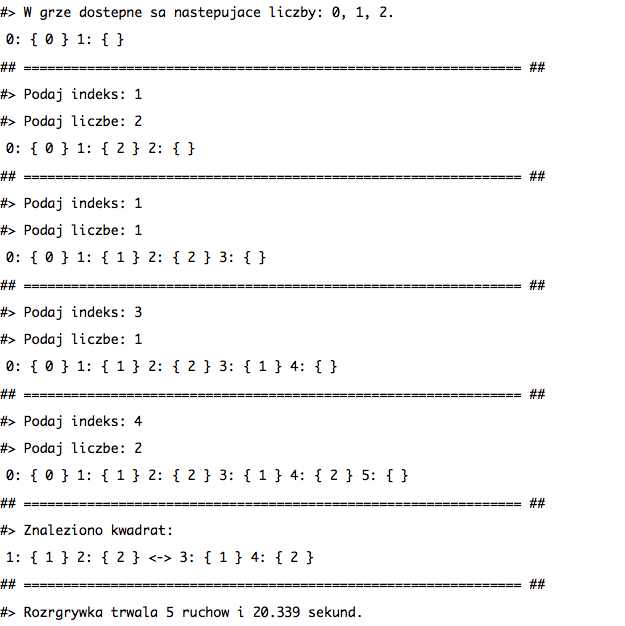 #> W grze dostepne sa nastepujace liczby: 0, 1, 2.
0: { 0 } 1: { }
## =============================================================== ##
#> Podaj indeks: 1
#> Podaj liczbe: 2
0: { 0 } 1: { 2 } 2: { }
## =============================================================== ##
#> Podaj indeks: 1
#> Podaj liczbe: 1
0: { 0 } 1: { 1 } 2: { 2 } 3: { }
## =============================================================== ##
#> Podaj indeks: 3
#> Podaj liczbe: 1
0: { 0 } 1: { 1 } 2: { 2 } 3: { 1 } 4: { }
## =============================================================== ##
#> Podaj indeks: 4
#> Podaj liczbe: 2
0: { 0 } 1: { 1 } 2: { 2 } 3: { 1 } 4: { 2 } 5: { }
## =============================================================== ##
#> Znaleziono kwadrat:
1: { 1 } 2: { 2 } <-> 3: { 1 } 4: { 2 }
## =============================================================== ##
#> Rozrgrywka trwala 5 ruchow i 20.339 sekund.